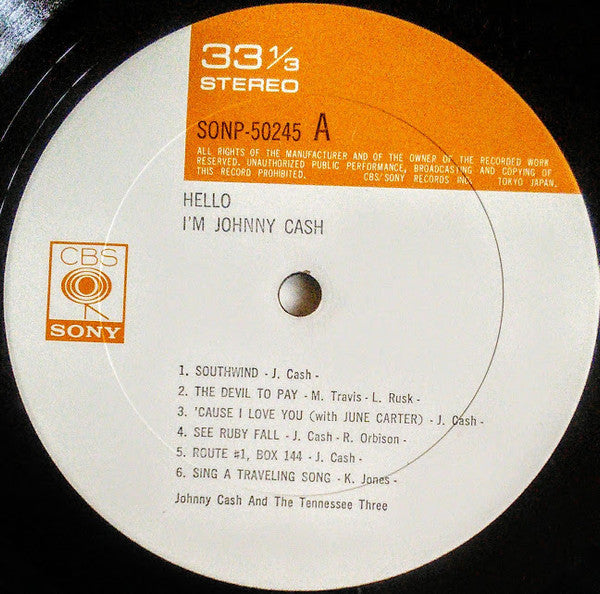 33 1/3
STEREO
SONP-50245 A
ALL RIGHTS OF THE MANUFACTURER AND OF THE OWNER OF THE RECORDED WORK
RESERVED. UNAUTHORIZED PUBLIC PERFORMANCE, BROADCASTING AND COPYING OF
THIS RECORD PROHIBITED. CBS/SONY RECORDS INC. TOKYO JAPAN.
HELLO
I'M JOHNNY CASH
CBS
SONY
1. SOUTHWIND - J. Cash -
2. THE DEVIL TO PAY - M. Travis - L. Rusk -
3. 'CAUSE I LOVE YOU (with JUNE CARTER) - J. Cash -
4. SEE RUBY FALL - J. Cash - R. Orbison -
5. ROUTE #1, BOX 144 - J. Cash -
6. SING A TRAVELING SONG - K. Jones -
Johnny Cash And The Tennessee Three